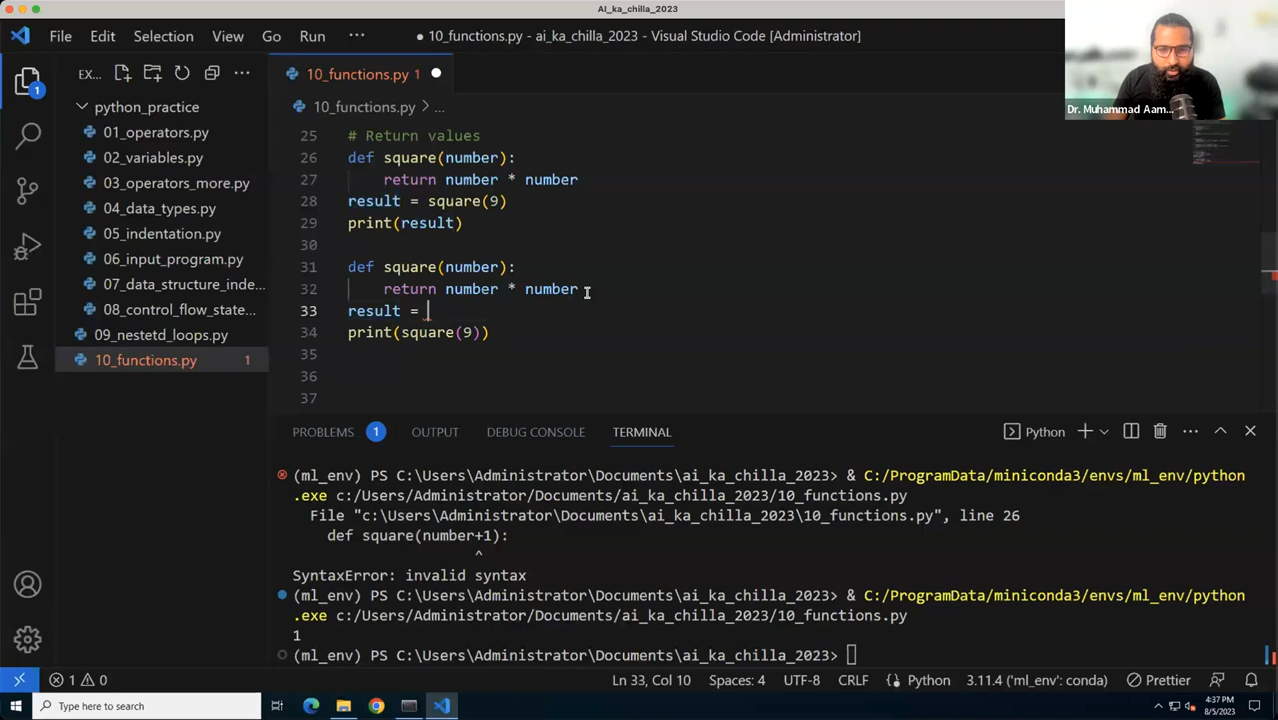 AI_ka_chilla_2023
File Edit Selection View Go Run ··· ● 10_functions.py - ai_ka_chilla_2023 - Visual Studio Code [Administrator]
Dr. Muhammad Aam...
1
EX... ···
10_functions.py 1
python_practice
10_functions.py > ...
01_operators.py
02_variables.py
03_operators_more.py
04_data_types.py
05_indentation.py
06_input_program.py
07_data_structure_inde...
08_control_flow_state...
09_nestetd_loops.py
10_functions.py 1
25 # Return values
26 def square(number):
27 return number * number
28 result = square(9)
29 print(result)
30
31 def square(number):
32 return number * number
33 result =
34 print(square(9))
35
36
37
PROBLEMS 1 OUTPUT DEBUG CONSOLE TERMINAL Python ···
(ml_env) PS C:\Users\Administrator\Documents\ai_ka_chilla_2023> & C:/ProgramData/miniconda3/envs/ml_env/python
.exe c:/Users/Administrator/Documents/ai_ka_chilla_2023/10_functions.py
File "c:\Users\Administrator\Documents\ai_ka_chilla_2023\10_functions.py", line 26
def square(number+1):
^
SyntaxError: invalid syntax
(ml_env) PS C:\Users\Administrator\Documents\ai_ka_chilla_2023> & C:/ProgramData/miniconda3/envs/ml_env/python
.exe c:/Users/Administrator/Documents/ai_ka_chilla_2023/10_functions.py
1
(ml_env) PS C:\Users\Administrator\Documents\ai_ka_chilla_2023>
1 0 Ln 33, Col 10 Spaces: 4 UTF-8 CRLF Python 3.11.4 ('ml_env': conda) Prettier
Type here to search
4:37 PM
8/5/2023